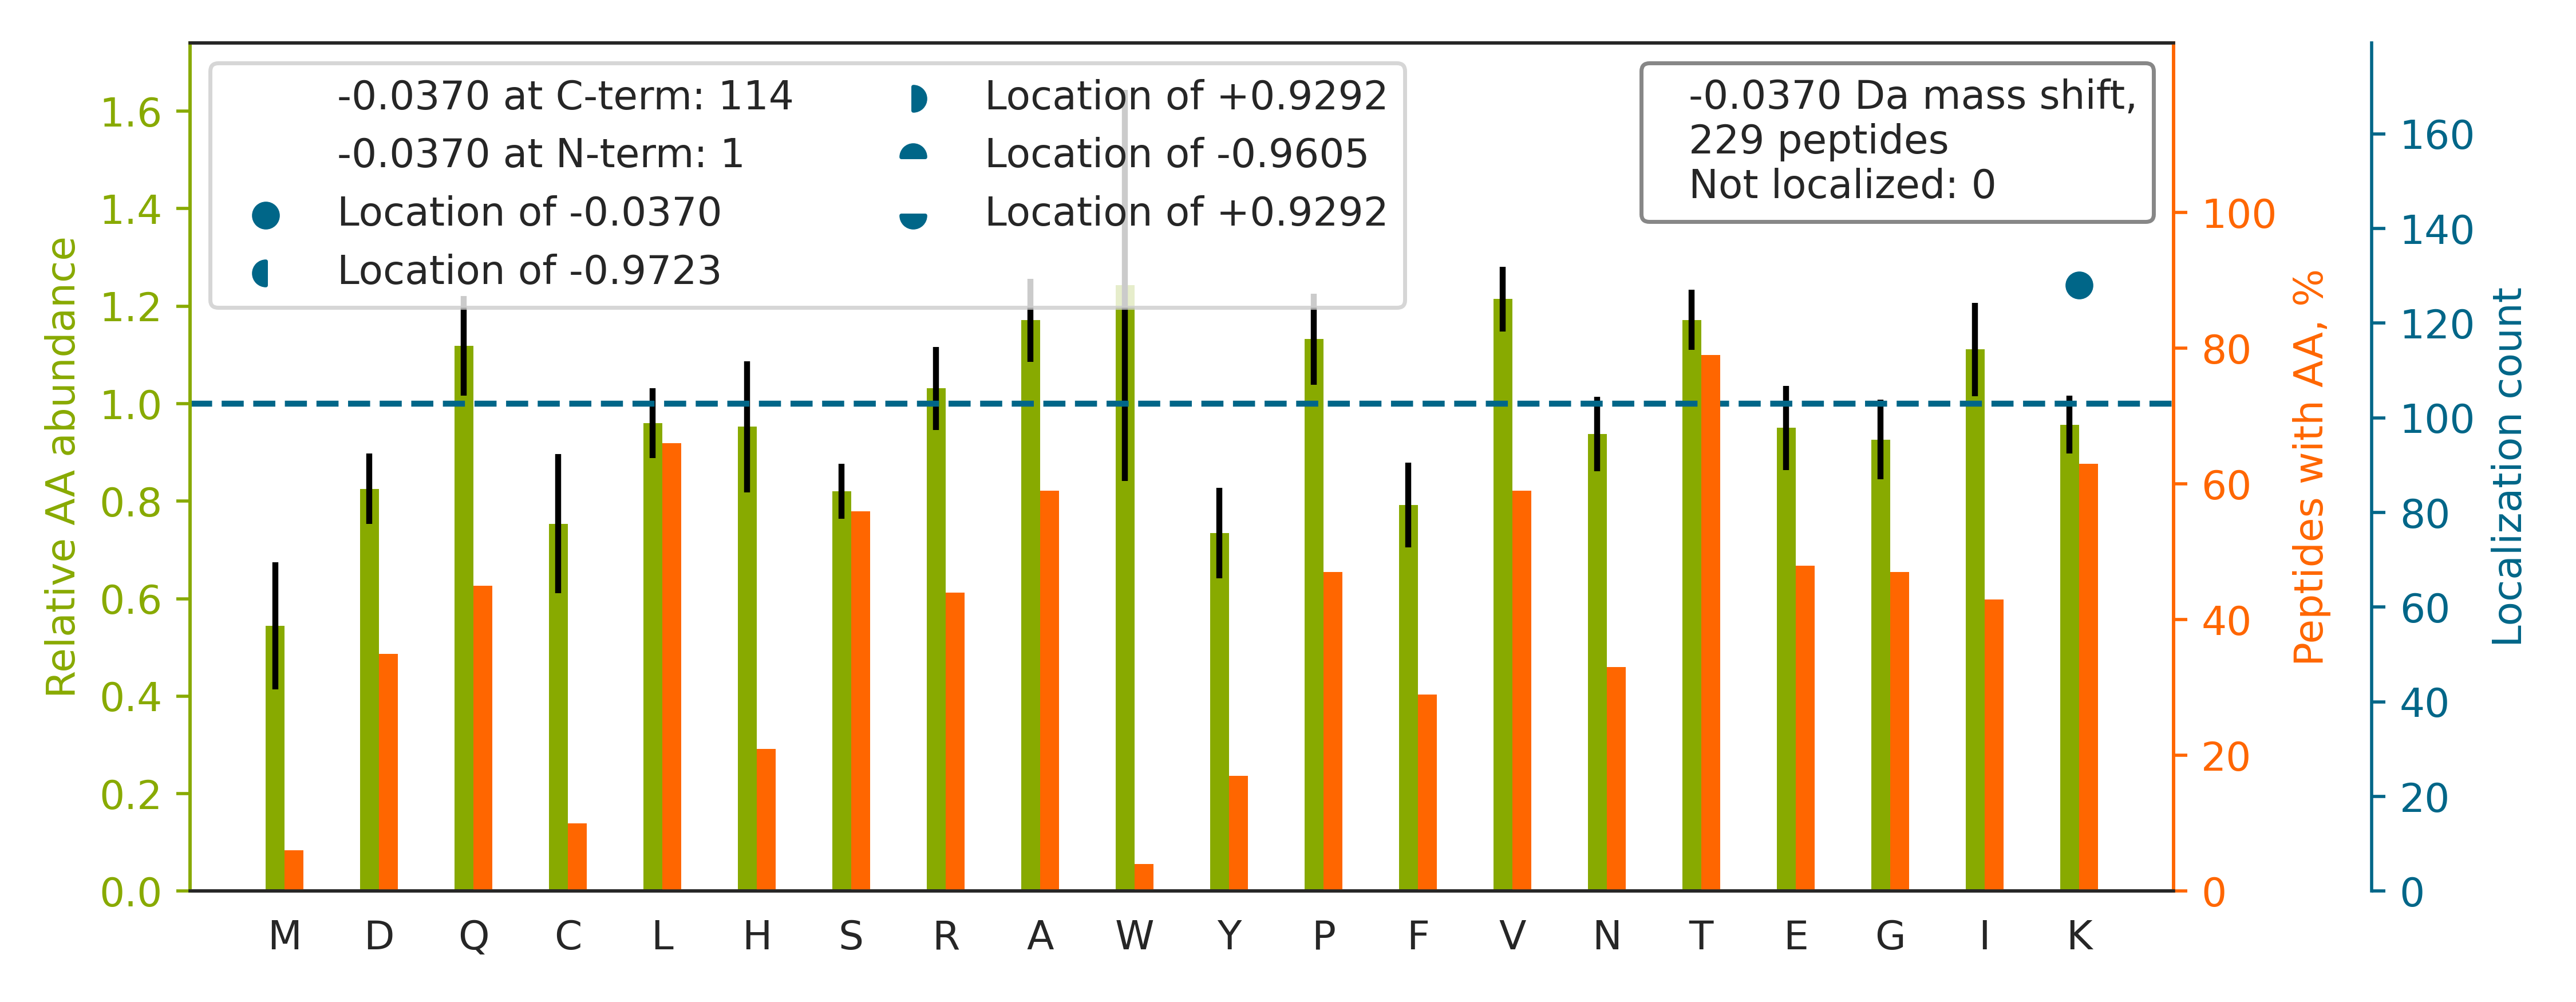 -0.0370 at C-term: 114
-0.0370 at N-term: 1
Location of -0.0370
Location of -0.9723
Location of +0.9292
Location of -0.9605
Location of +0.9292
-0.0370 Da mass shift,
229 peptides
Not localized: 0
Relative AA abundance
1.6
1.4
1.2
1.0
0.8
0.6
0.4
0.2
0.0
100
80
60
40
20
0
Peptides with AA, %
160
140
120
100
80
60
40
20
0
Localization count
M D Q C L H S R A W Y P F V N T E G I K